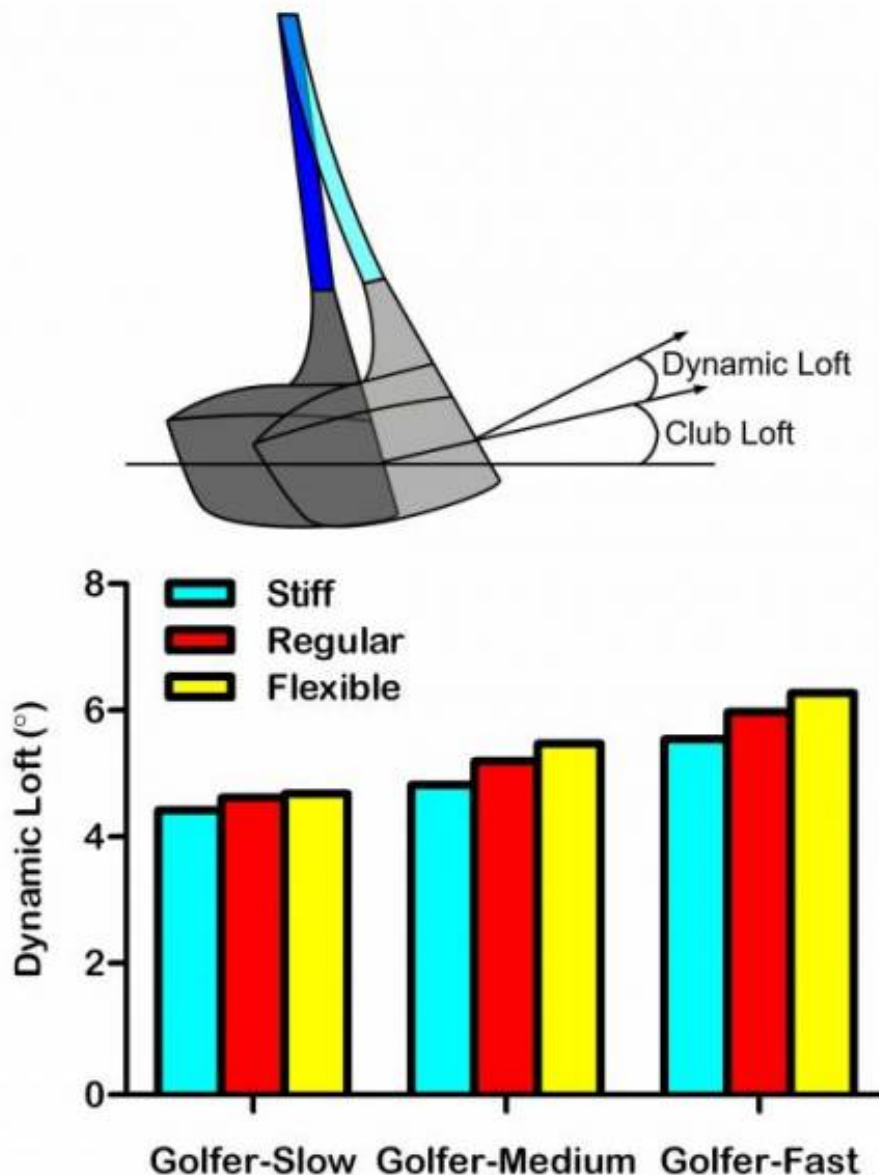 Dynamic Loft
Club Loft
8
Stiff
Regular
Flexible
6
4
2
0
Dynamic Loft (°)
Golfer-Slow Golfer-Medium Golfer-Fast